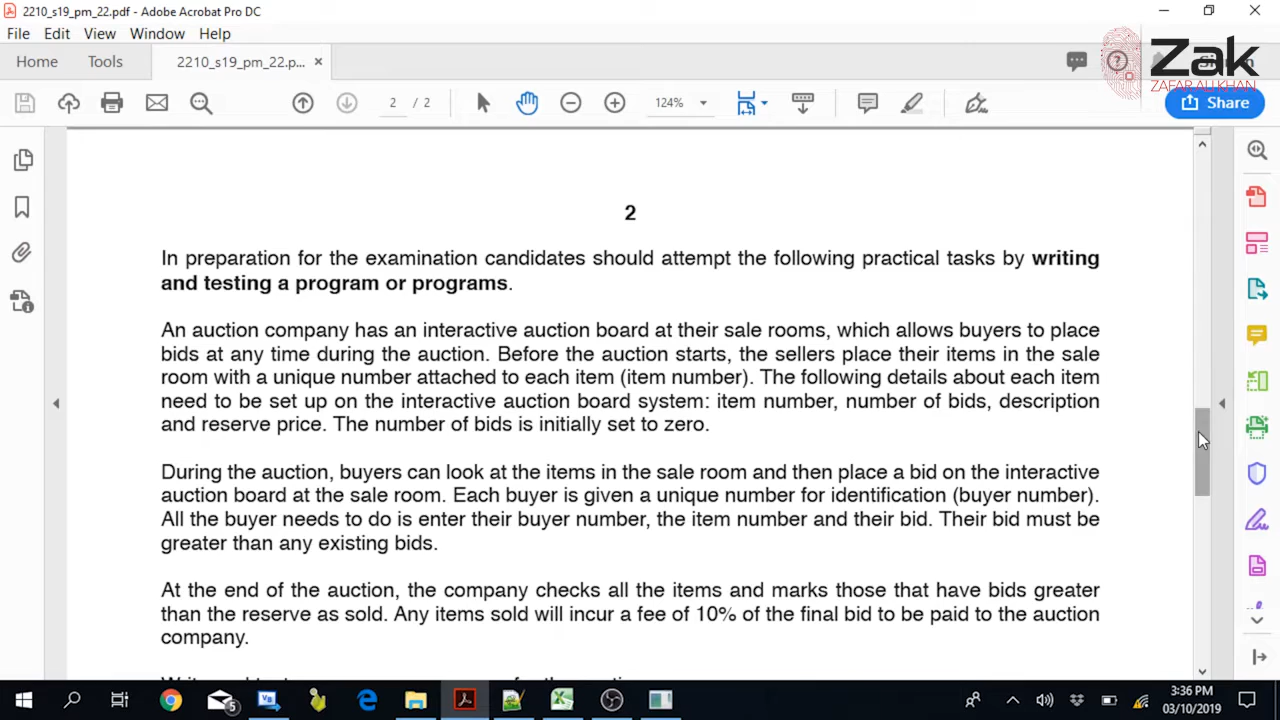 2210_s19_pm_22.pdf - Adobe Acrobat Pro DC
File Edit View Window Help
Home Tools 2210_s19_pm_22.p... ×
Zak
ZAFAR ALI KHAN
2 / 2 124% Share
2
In preparation for the examination candidates should attempt the following practical tasks by writing
and testing a program or programs.
An auction company has an interactive auction board at their sale rooms, which allows buyers to place
bids at any time during the auction. Before the auction starts, the sellers place their items in the sale
room with a unique number attached to each item (item number). The following details about each item
need to be set up on the interactive auction board system: item number, number of bids, description
and reserve price. The number of bids is initially set to zero.
During the auction, buyers can look at the items in the sale room and then place a bid on the interactive
auction board at the sale room. Each buyer is given a unique number for identification (buyer number).
All the buyer needs to do is enter their buyer number, the item number and their bid. Their bid must be
greater than any existing bids.
At the end of the auction, the company checks all the items and marks those that have bids greater
than the reserve as sold. Any items sold will incur a fee of 10% of the final bid to be paid to the auction
company.
3:36 PM
03/10/2019